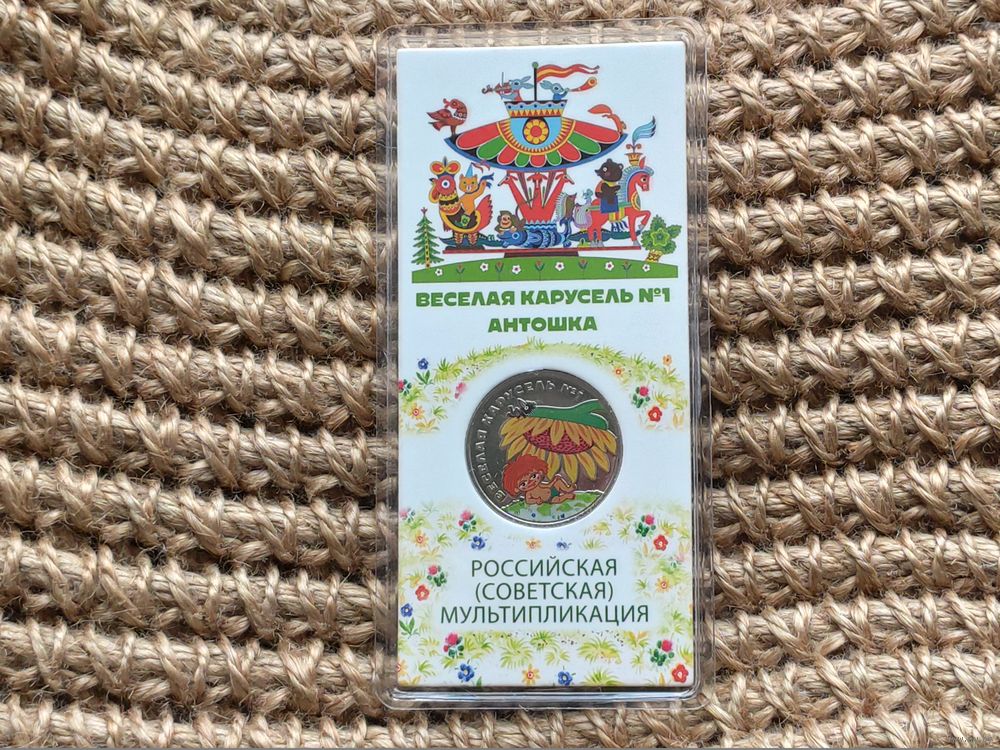 ВЕСЕЛАЯ КАРУСЕЛЬ №1
АНТОШКА
ВЕСЕЛАЯ КАРУСЕЛЬ №1
РОССИЙСКАЯ
(СОВЕТСКАЯ)
МУЛЬТИПЛИКАЦИЯ